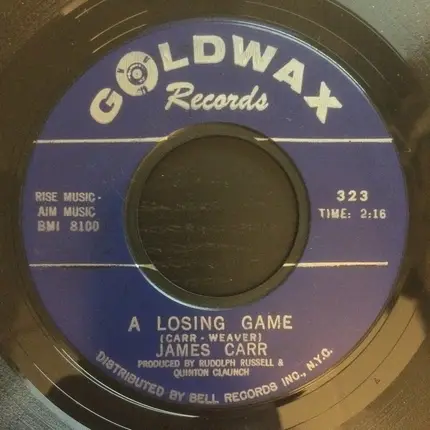 GOLDWAX
Records
RISE MUSIC-
AIM MUSIC
BMI 8100
323
TIME: 2:16
A LOSING GAME
(CARR - WEAVER)
JAMES CARR
PRODUCED BY RUDOLPH RUSSELL &
QUINTON CLAUNCH
DISTRIBUTED BY BELL RECORDS INC., N.Y.C.